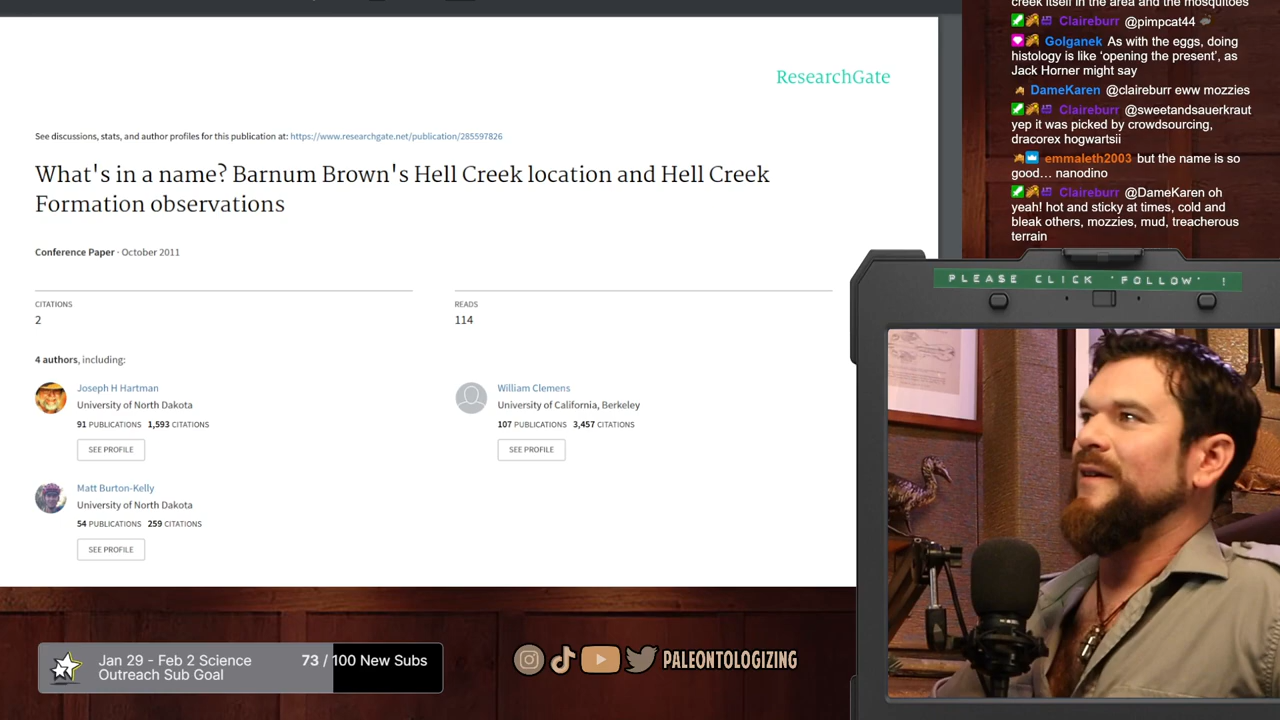 ResearchGate
See discussions, stats, and author profiles for this publication at: https://www.researchgate.net/publication/285597826
What's in a name? Barnum Brown's Hell Creek location and Hell Creek
Formation observations
Conference Paper · October 2011
CITATIONS
2
READS
114
4 authors, including:
Joseph H Hartman
University of North Dakota
91 PUBLICATIONS 1,593 CITATIONS
SEE PROFILE
William Clemens
University of California, Berkeley
107 PUBLICATIONS 3,457 CITATIONS
SEE PROFILE
Matt Burton-Kelly
University of North Dakota
54 PUBLICATIONS 259 CITATIONS
SEE PROFILE
creek itself in the area and the mosquitoes
Claireburr @pimpcat44
Golganek As with the eggs, doing
histology is like 'opening the present', as
Jack Horner might say
DameKaren @claireburr eww mozzies
Claireburr @sweetandsauerkraut
yep it was picked by crowdsourcing,
dracorex hogwartsii
emmaleth2003 but the name is so
good... nanodino
Claireburr @DameKaren oh
yeah! hot and sticky at times, cold and
bleak others, mozzies, mud, treacherous
terrain
PLEASE CLICK 'FOLLOW' !
Jan 29 - Feb 2 Science
Outreach Sub Goal
73 / 100 New Subs
PALEONTOLOGIZING